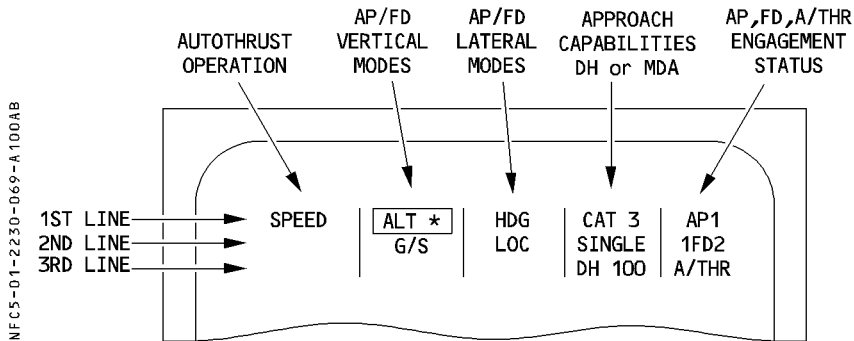 AUTOTHRUST
OPERATION
AP/FD
VERTICAL
MODES
AP/FD
LATERAL
MODES
APPROACH
CAPABILITIES
DH or MDA
AP,FD,A/THR
ENGAGEMENT
STATUS
1ST LINE
2ND LINE
3RD LINE
SPEED
ALT *
G/S
HDG
LOC
CAT 3
SINGLE
DH 100
AP1
1FD2
A/THR
NFC5-01-2230-069-A100AB